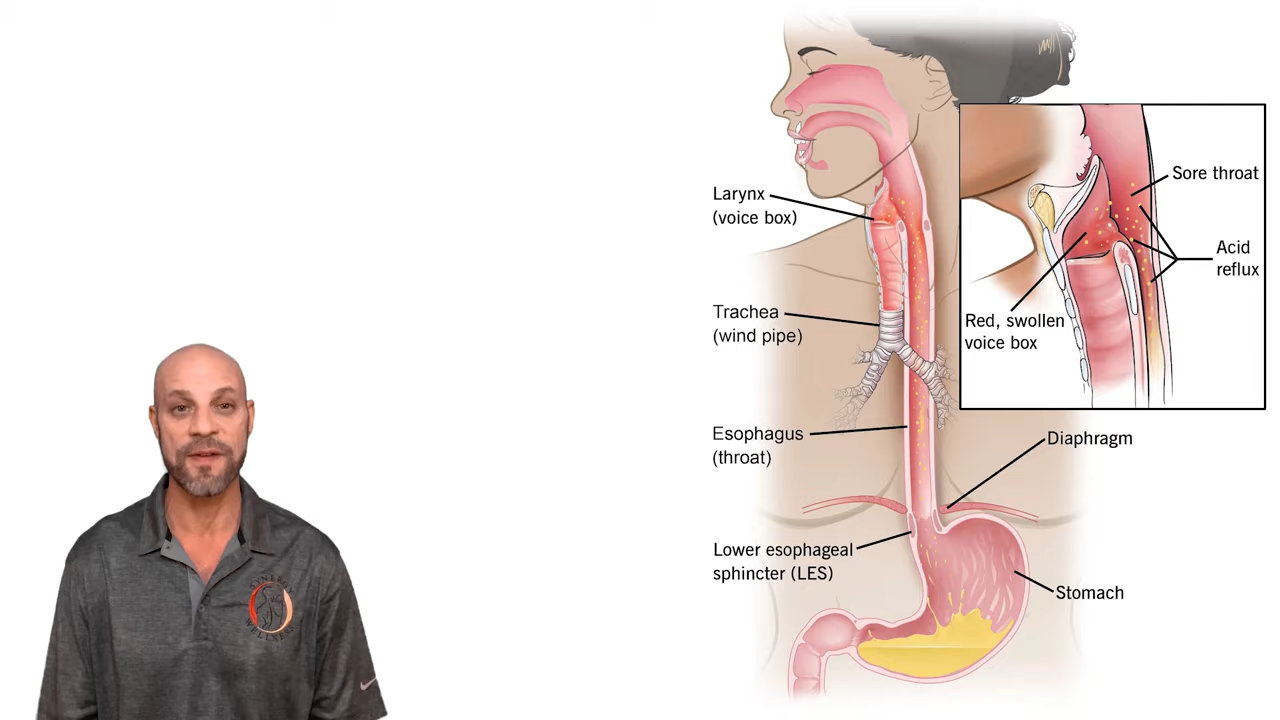 Larynx
(voice box)
Trachea
(wind pipe)
Esophagus
(throat)
Lower esophageal
sphincter (LES)
Diaphragm
Stomach
Sore throat
Acid
reflux
Red, swollen
voice box
WELLNESS